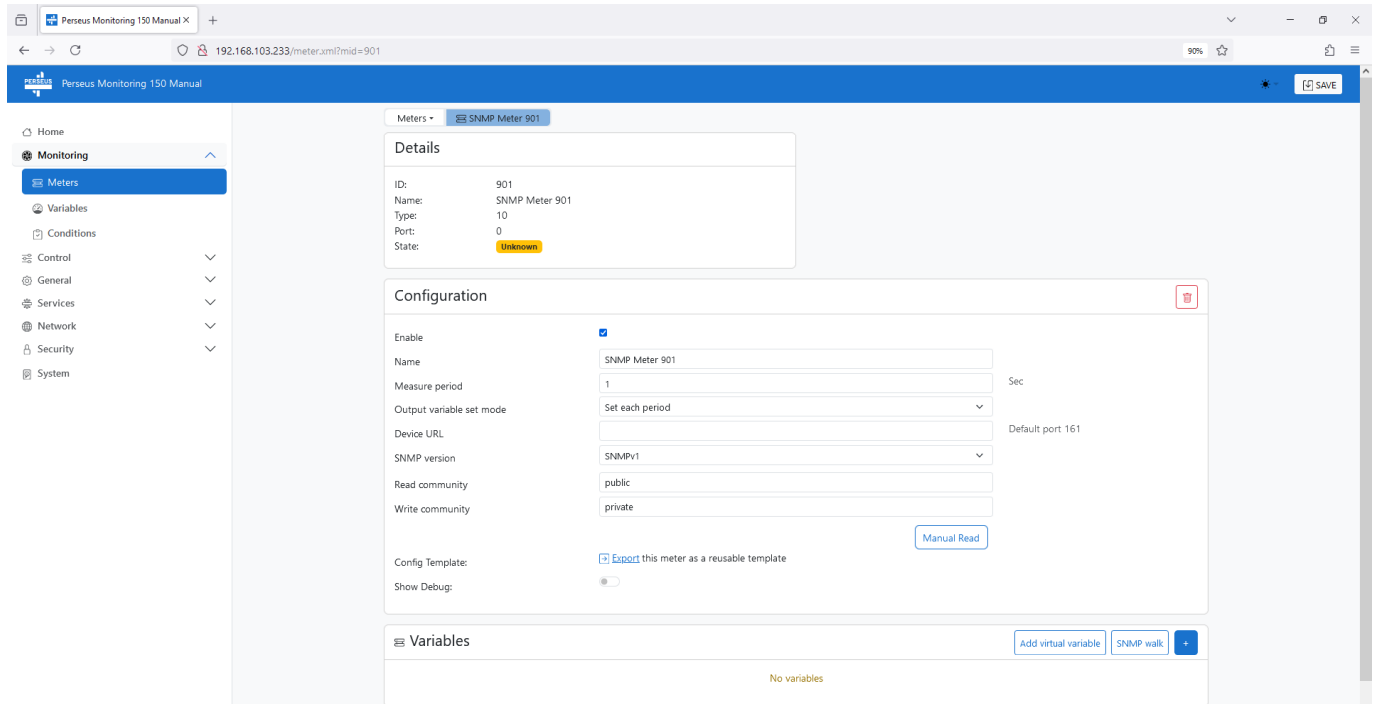 Perseus Monitoring 150 Manual
192.168.103.233/meter.xml?mid=901
90%
PERSEUS Perseus Monitoring 150 Manual
SAVE
Home
Monitoring
Meters
Variables
Conditions
Control
General
Services
Network
Security
System
Meters SNMP Meter 901
Details
ID: 901
Name: SNMP Meter 901
Type: 10
Port: 0
State: Unknown
Configuration
Enable
Name SNMP Meter 901
Measure period 1 Sec
Output variable set mode Set each period
Device URL Default port 161
SNMP version SNMPv1
Read community public
Write community private
Manual Read
Config Template: Export this meter as a reusable template
Show Debug:
Variables Add virtual variable SNMP walk +
No variables